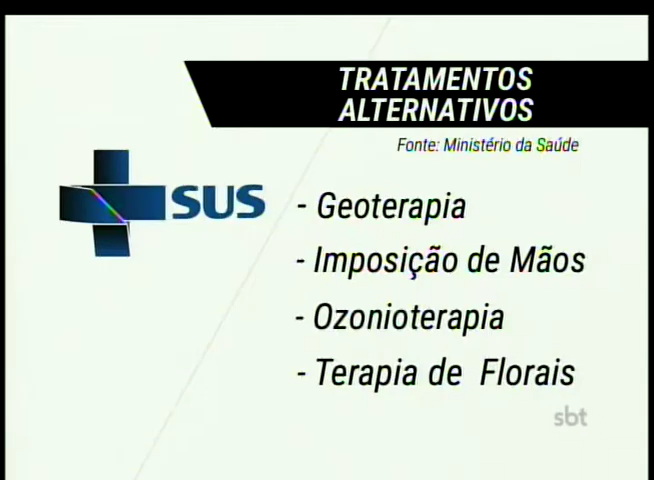 TRATAMENTOS
ALTERNATIVOS
Fonte: Ministério da Saúde
SUS
- Geoterapia
- Imposição de Mãos
- Ozonioterapia
- Terapia de Florais
sbt